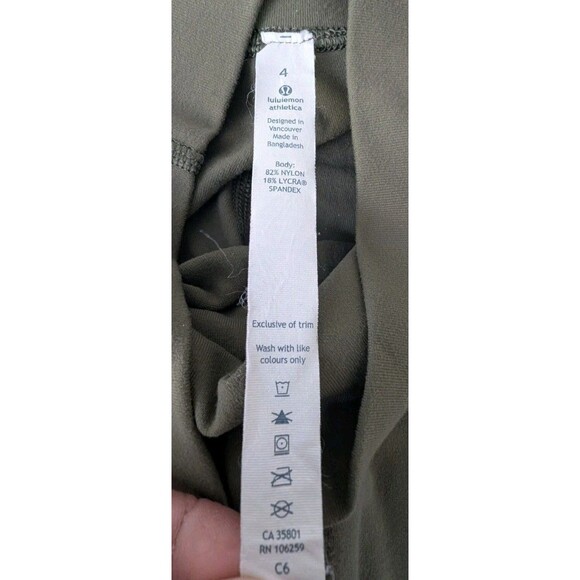 4
lululemon
athletica
Designed in
Vancouver
Made in
Bangladesh
Body:
82% NYLON
18% LYCRA®
SPANDEX
Exclusive of trim
Wash with like
colours only
CA 35801
RN 106259
C6